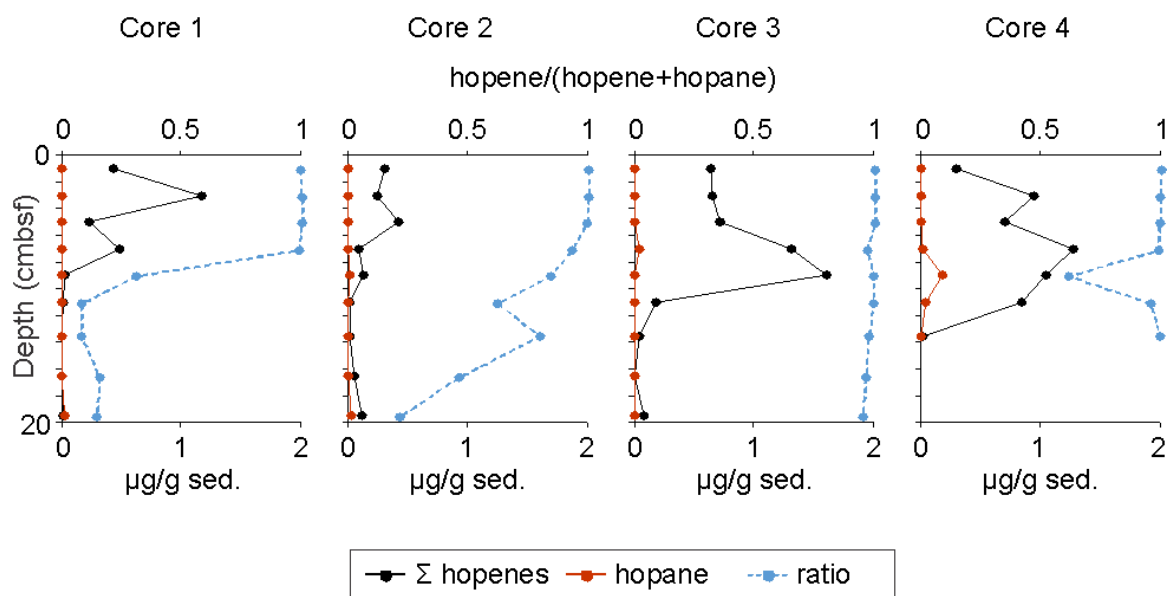 Core 1 Core 2 Core 3 Core 4
hopene/(hopene+hopane)
0 0.5 1 0 0.5 1 0 0.5 1 0 0.5 1
0
Depth (cmbsf)
20
0 1 2 0 1 2 0 1 2 0 1 2
µg/g sed. µg/g sed. µg/g sed. µg/g sed.
Σ hopenes hopane ratio